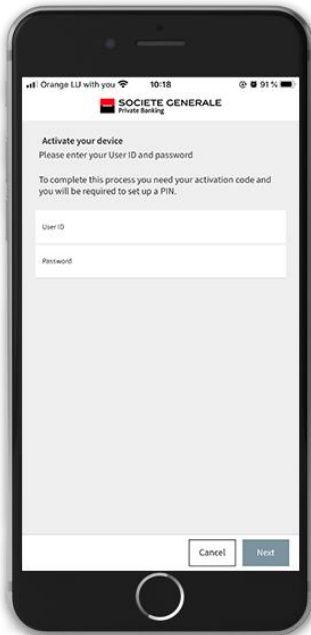 Orange LU with you 10:18 91 %
SOCIETE GENERALE
Private Banking
Activate your device
Please enter your User ID and password
To complete this process you need your activation code and
you will be required to set up a PIN.
User ID
Password
Cancel Next